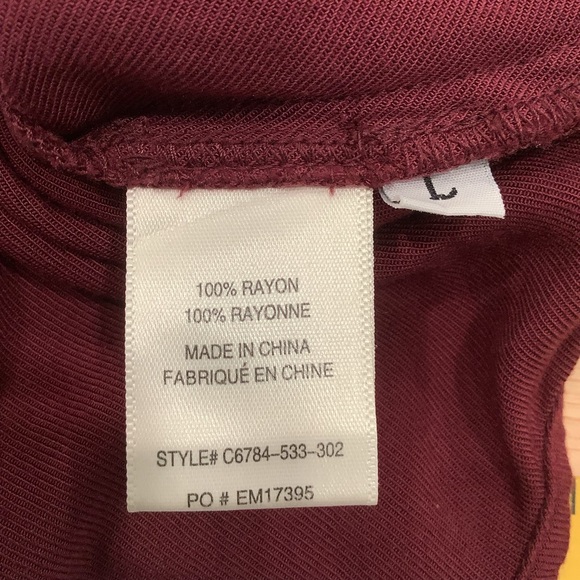 100% RAYON
100% RAYONNE
MADE IN CHINA
FABRIQUÉ EN CHINE
STYLE# C6784-533-302
PO # EM17395